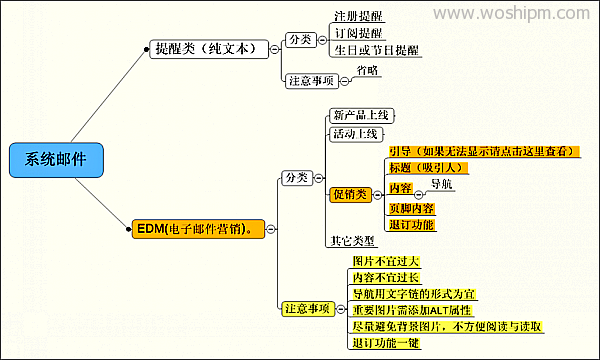 www.woshipm.com
系统邮件
提醒类（纯文本）
分类
注册提醒
订阅提醒
生日或节日提醒
注意事项
省略
EDM(电子邮件营销)。
分类
新产品上线
活动上线
促销类
引导（如果无法显示请点击这里查看）
标题（吸引人）
内容
导航
页脚内容
退订功能
其它类型
注意事项
图片不宜过大
内容不宜过长
导航用文字链的形式为宜
重要图片需添加ALT属性
尽量避免背景图片，不方便阅读与读取
退订功能一键